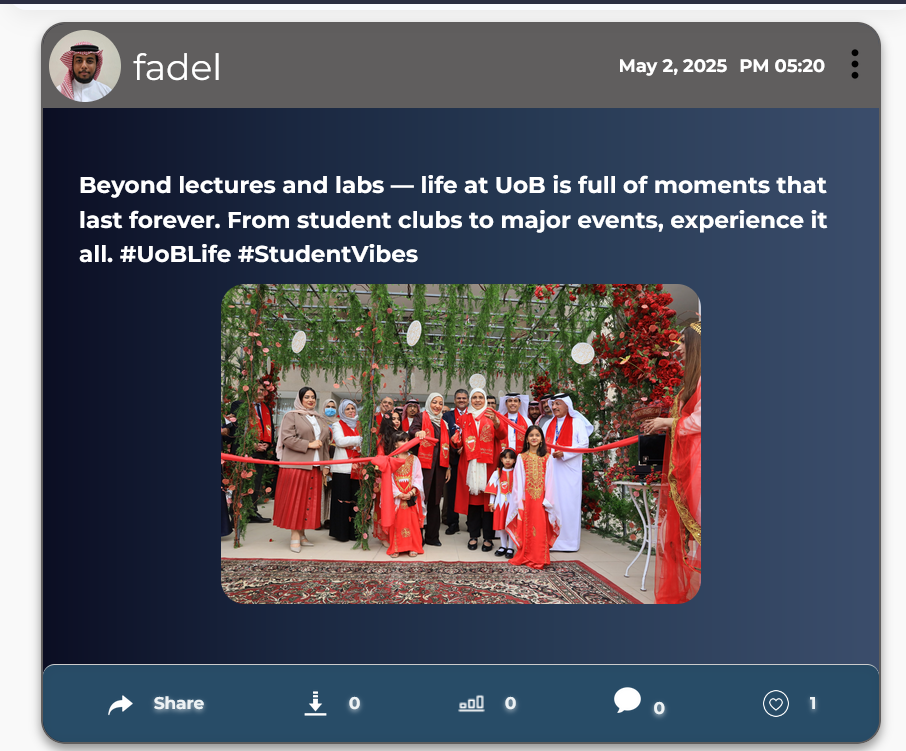 fadel
May 2, 2025 PM 05:20
Beyond lectures and labs — life at UoB is full of moments that
last forever. From student clubs to major events, experience it
all. #UoBLife #StudentVibes
Share
0
0
0
1